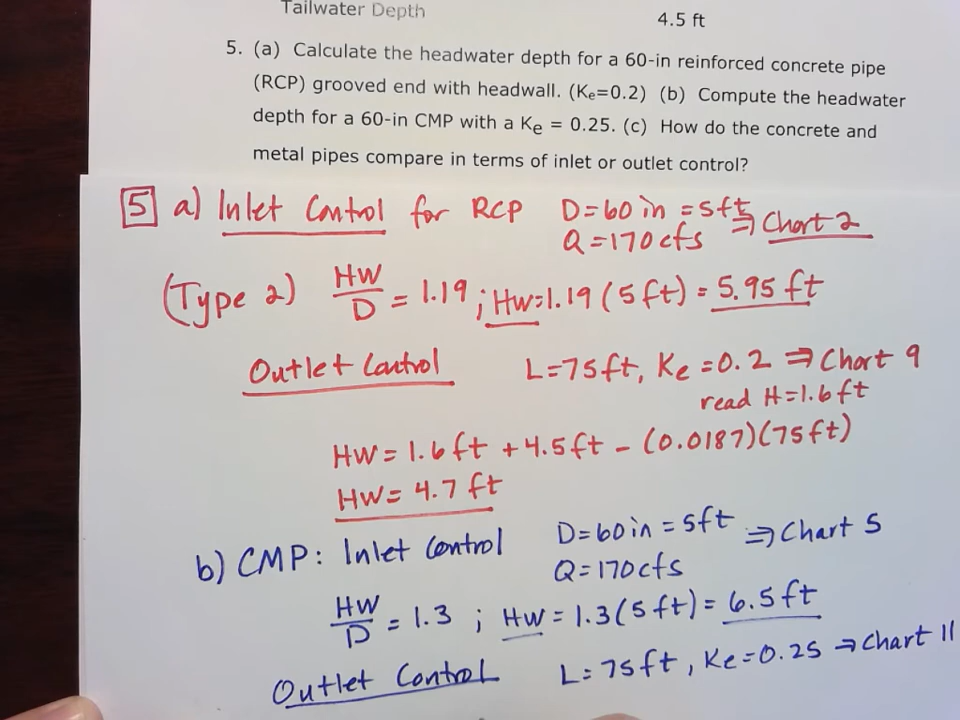 Tailwater Depth 4.5 ft
5. (a) Calculate the headwater depth for a 60-in reinforced concrete pipe
(RCP) grooved end with headwall. (Ke=0.2) (b) Compute the headwater
depth for a 60-in CMP with a Ke = 0.25. (c) How do the concrete and
metal pipes compare in terms of inlet or outlet control?
5 a) Inlet Control for RCP D=60 in = 5ft ⇒ Chart 2
Q=170cfs
(Type 2) HW/D = 1.19 ; HW=1.19 (5ft) = 5.95 ft
Outlet Control L=75ft, Ke=0.2 ⇒ Chart 9
read H=1.6ft
HW = 1.6ft + 4.5ft - (0.0187)(75ft)
HW= 4.7 ft
b) CMP: Inlet Control D=60in = 5ft ⇒ Chart 5
Q=170cfs
HW/D = 1.3 ; HW = 1.3(5ft) = 6.5ft
Outlet Control L=75ft, Ke=0.25 → Chart 11